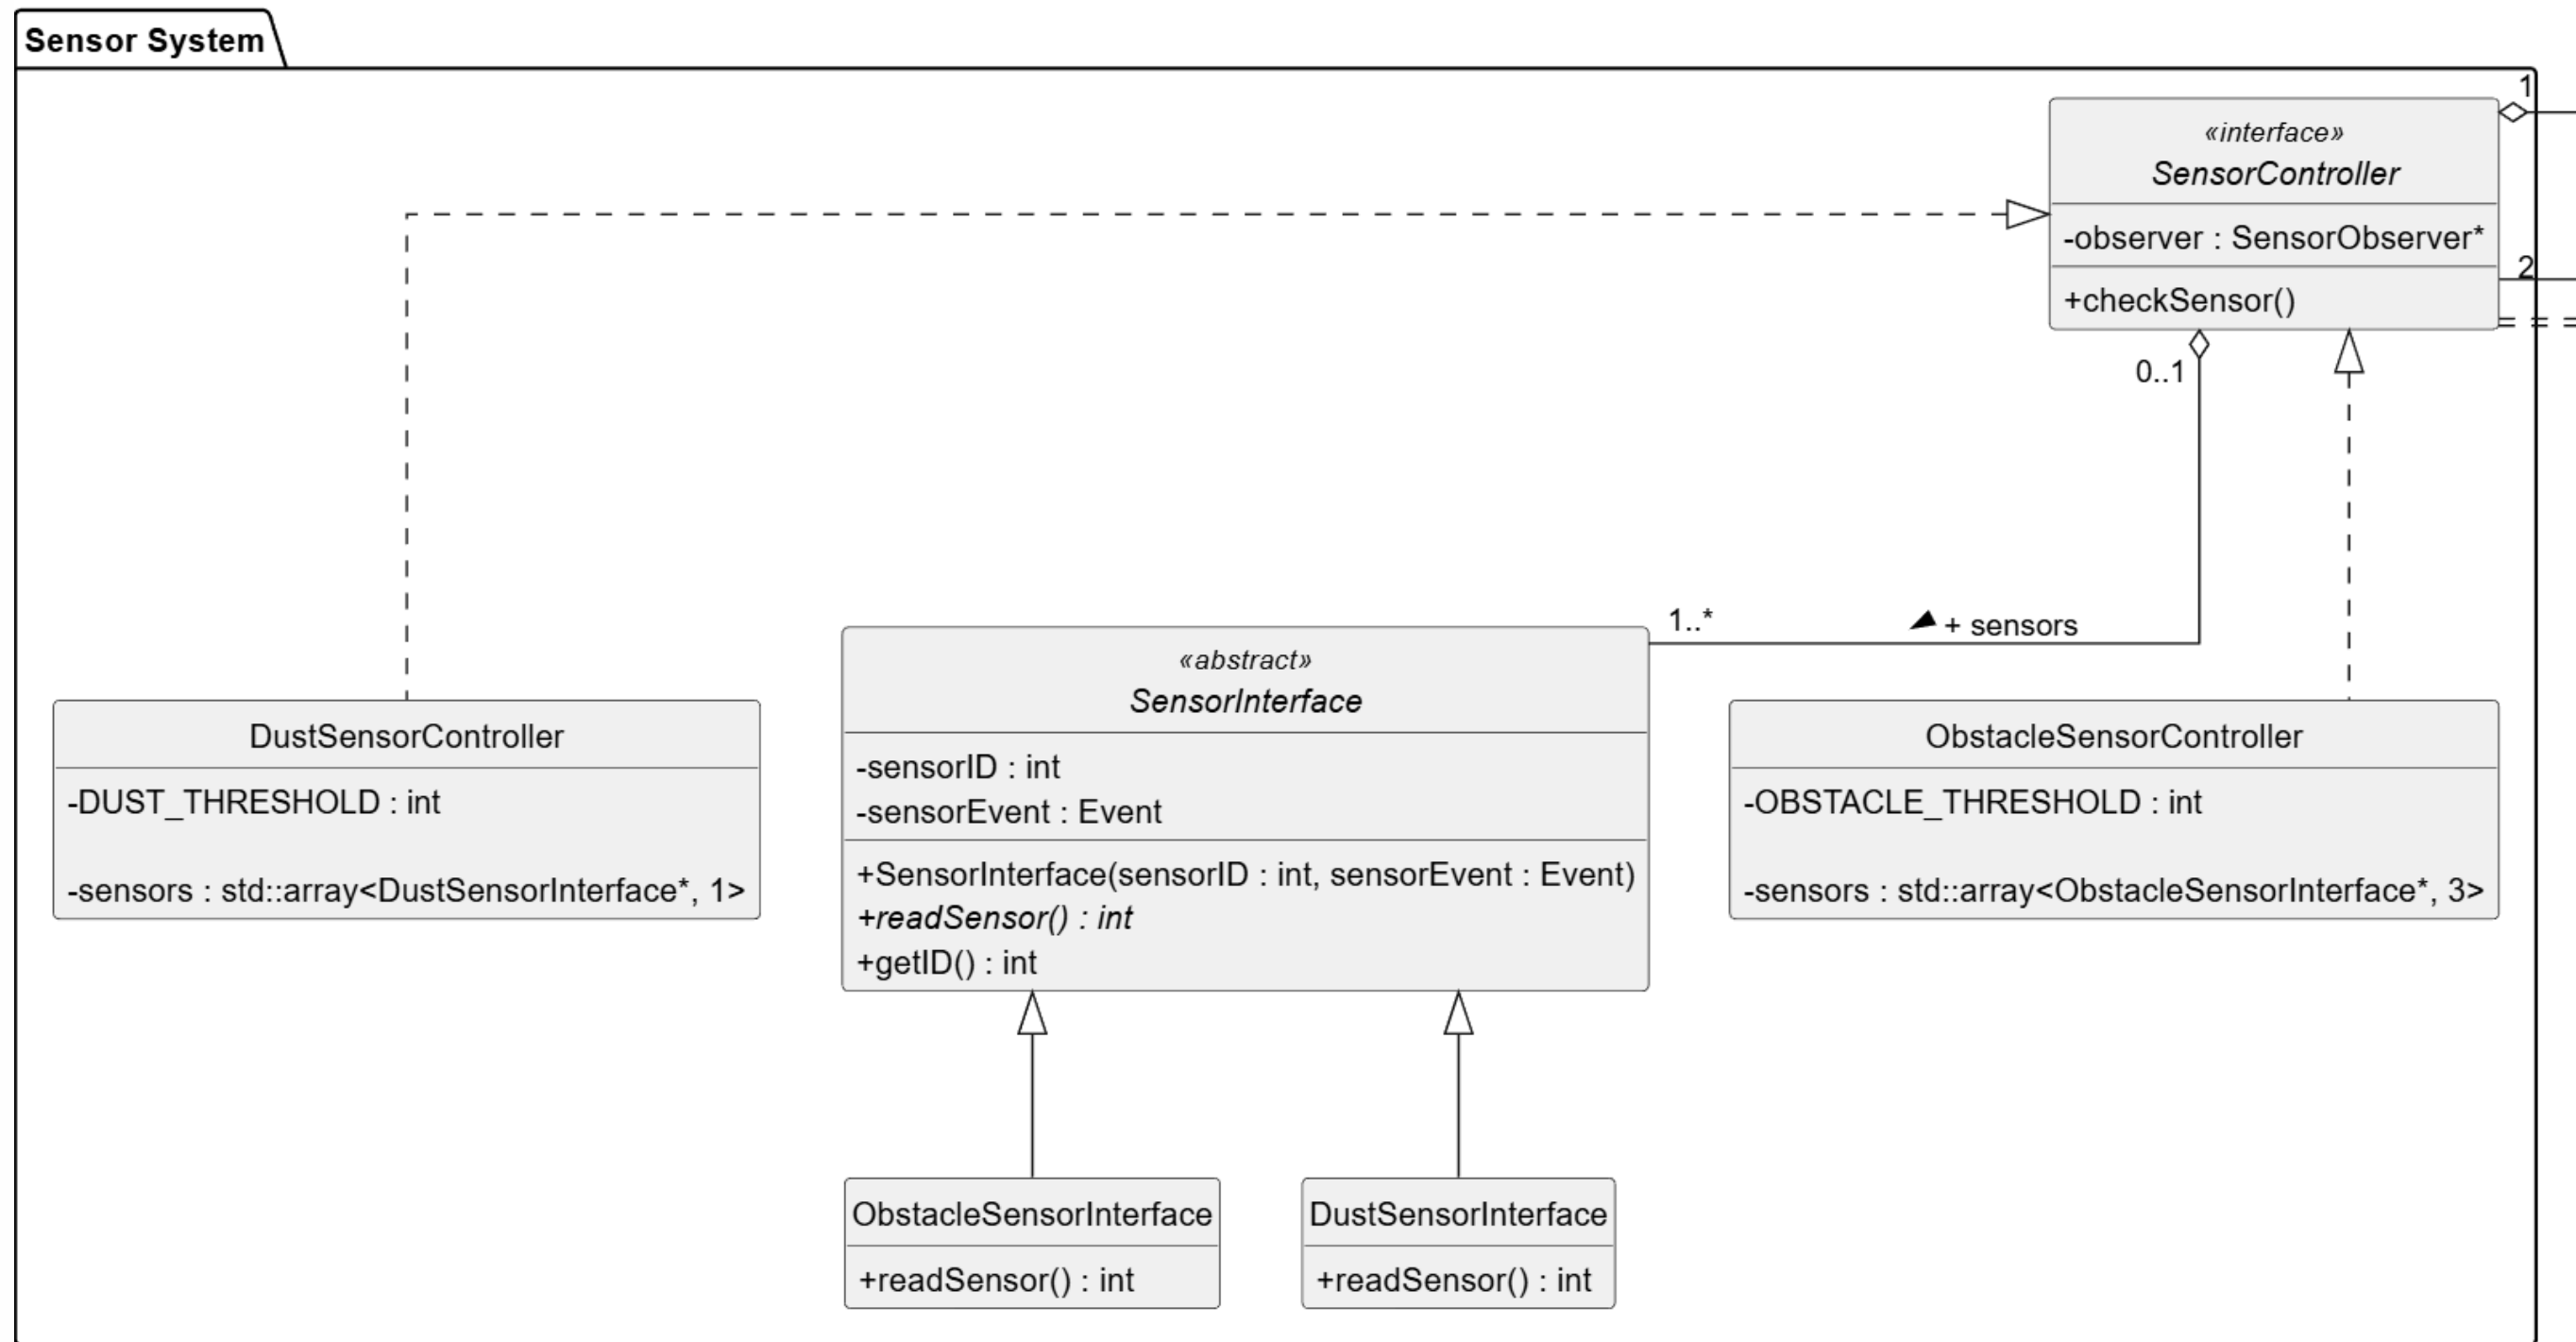 Sensor System
1
«interface»
SensorController
-observer : SensorObserver*
2
+checkSensor()
0..1
1..*
+ sensors
«abstract»
SensorInterface
-sensorID : int
-sensorEvent : Event
+SensorInterface(sensorID : int, sensorEvent : Event)
+readSensor() : int
+getID() : int
DustSensorController
-DUST_THRESHOLD : int
-sensors : std::array<DustSensorInterface*, 1>
ObstacleSensorController
-OBSTACLE_THRESHOLD : int
-sensors : std::array<ObstacleSensorInterface*, 3>
ObstacleSensorInterface
+readSensor() : int
DustSensorInterface
+readSensor() : int